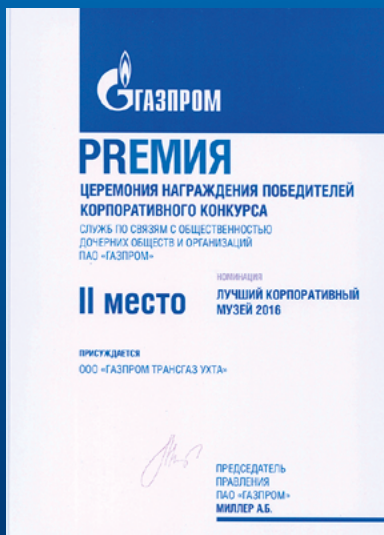 ГАЗПРОМ
PRЕМИЯ
ЦЕРЕМОНИЯ НАГРАЖДЕНИЯ ПОБЕДИТЕЛЕЙ
КОРПОРАТИВНОГО КОНКУРСА
СЛУЖБ ПО СВЯЗЯМ С ОБЩЕСТВЕННОСТЬЮ
ДОЧЕРНИХ ОБЩЕСТВ И ОРГАНИЗАЦИЙ
ПАО «ГАЗПРОМ»
II место
НОМИНАЦИЯ
ЛУЧШИЙ КОРПОРАТИВНЫЙ
МУЗЕЙ 2016
ПРИСУЖДАЕТСЯ
ООО «ГАЗПРОМ ТРАНСГАЗ УХТА»
ПРЕДСЕДАТЕЛЬ
ПРАВЛЕНИЯ
ПАО «ГАЗПРОМ»
МИЛЛЕР А.Б.